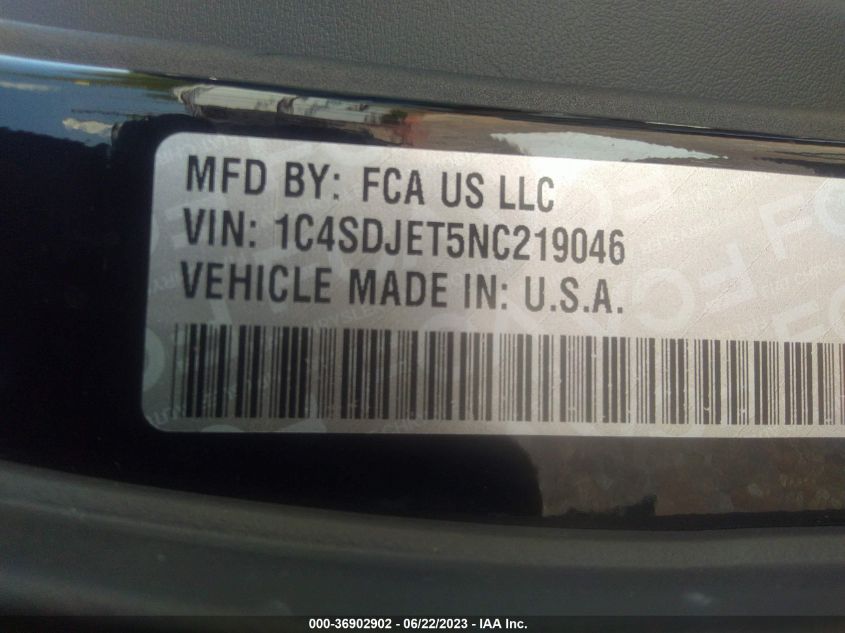 MFD BY: FCA US LLC
VIN: 1C4SDJET5NC219046
VEHICLE MADE IN: U.S.A.
000-36902902 - 06/22/2023 - IAA Inc.